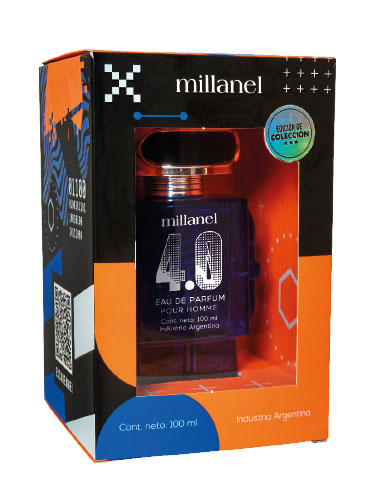 millanel
EDICIÓN DE
COLECCIÓN
millanel
4.0
EAU DE PARFUM
POUR HOMME
Cont. neto: 100 ml
Industria Argentina
Cont. neto: 100 ml
Industria Argentina
01100